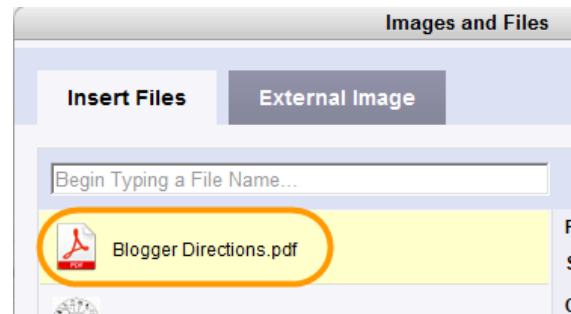 Images and Files
Insert Files
External Image
Begin Typing a File Name...
PDF
Blogger Directions.pdf